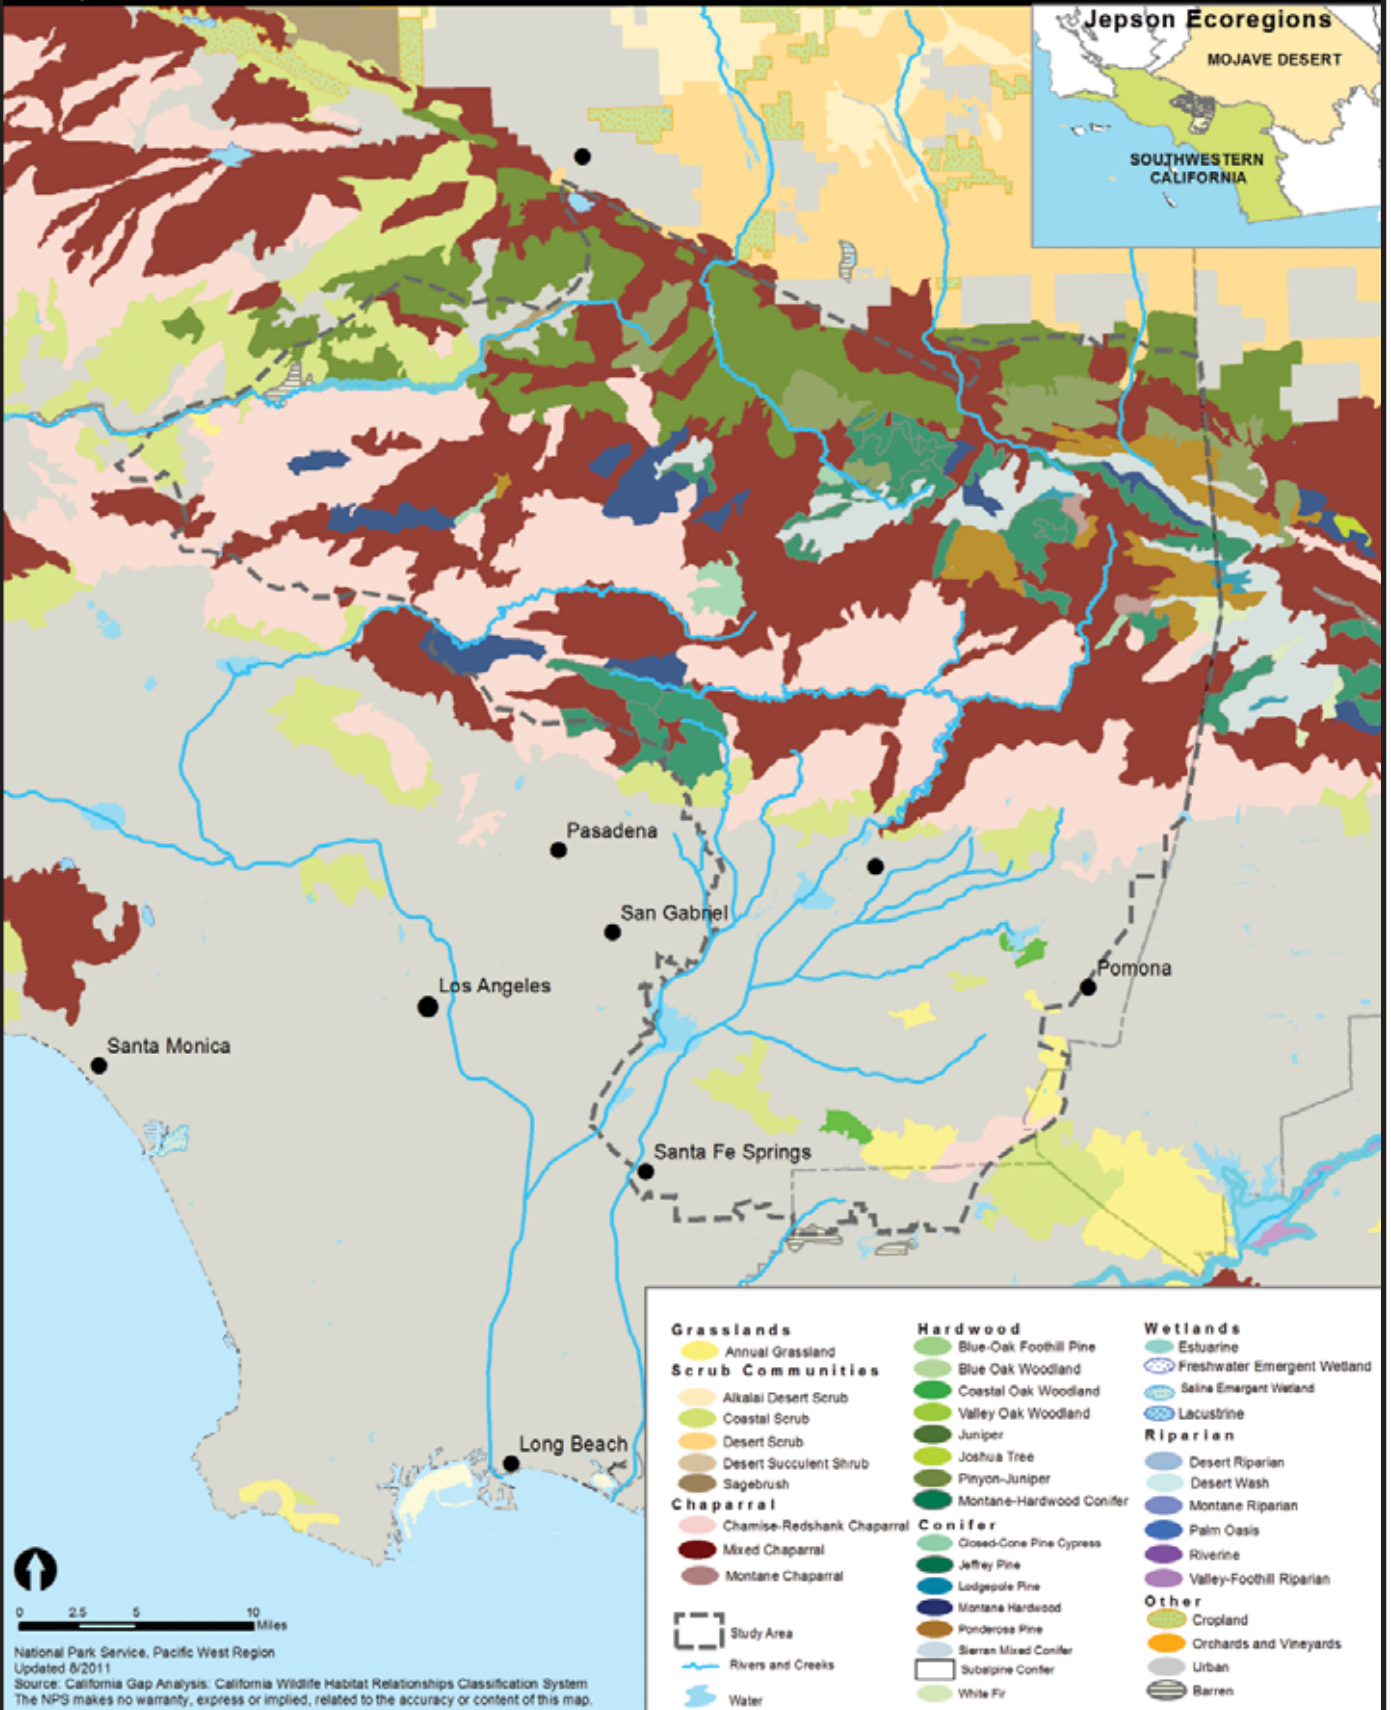 Jepson Ecoregions
MOJAVE DESERT
SOUTHWESTERN
CALIFORNIA
Pasadena
San Gabriel
Los Angeles
Pomona
Santa Monica
Santa Fe Springs
Long Beach
Grasslands
Annual Grassland
Scrub Communities
Alkalai Desert Scrub
Coastal Scrub
Desert Scrub
Desert Succulent Shrub
Sagebrush
Chaparral
Chamise-Redshank Chaparral
Mixed Chaparral
Montane Chaparral
Study Area
Rivers and Creeks
Water
Hardwood
Blue-Oak Foothill Pine
Blue Oak Woodland
Coastal Oak Woodland
Valley Oak Woodland
Juniper
Joshua Tree
Pinyon-Juniper
Montane-Hardwood Conifer
Conifer
Closed-Cone Pine Cypress
Jeffrey Pine
Lodgepole Pine
Montane Hardwood
Ponderosa Pine
Sierran Mixed Conifer
Subalpine Confier
White Fir
Wetlands
Estuarine
Freshwater Emergent Wetland
Saline Emergent Wetland
Lacustrine
Riparian
Desert Riparian
Desert Wash
Montane Riparian
Palm Oasis
Riverine
Valley-Foothill Riparian
Other
Cropland
Orchards and Vineyards
Urban
Barren
0 2.5 5 10
Miles
National Park Service, Pacific West Region
Updated 8/2011
Source: California Gap Analysis: California Wildlife Habitat Relationships Classification System
The NPS makes no warranty, express or implied, related to the accuracy or content of this map.